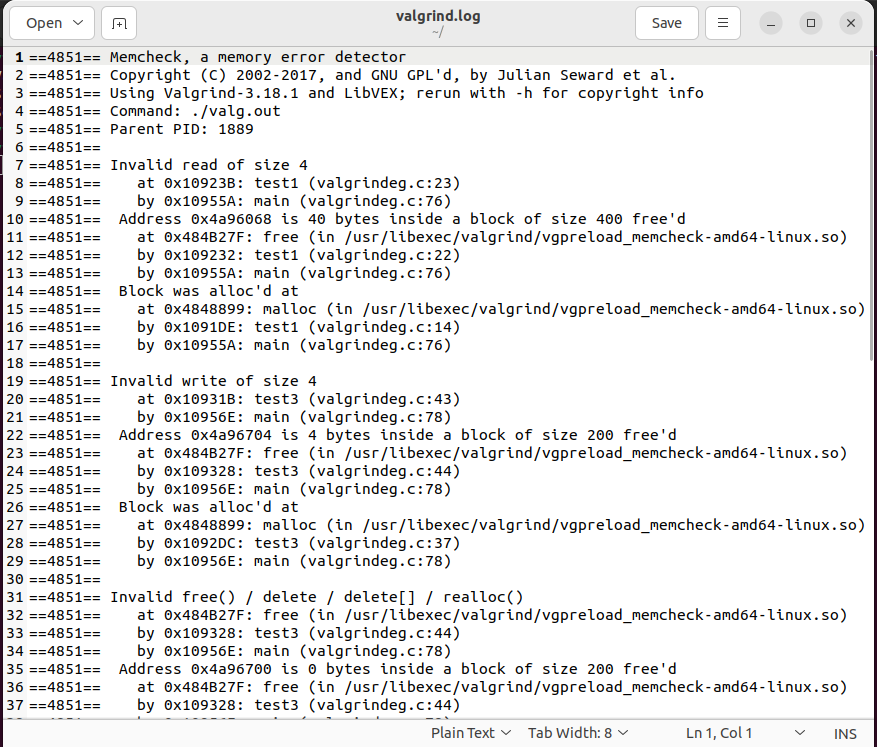 Open
valgrind.log
~/
Save
1 ==4851== Memcheck, a memory error detector
2 ==4851== Copyright (C) 2002-2017, and GNU GPL'd, by Julian Seward et al.
3 ==4851== Using Valgrind-3.18.1 and LibVEX; rerun with -h for copyright info
4 ==4851== Command: ./valg.out
5 ==4851== Parent PID: 1889
6 ==4851==
7 ==4851== Invalid read of size 4
8 ==4851==    at 0x10923B: test1 (valgrindeg.c:23)
9 ==4851==    by 0x10955A: main (valgrindeg.c:76)
10 ==4851==  Address 0x4a96068 is 40 bytes inside a block of size 400 free'd
11 ==4851==    at 0x484B27F: free (in /usr/libexec/valgrind/vgpreload_memcheck-amd64-linux.so)
12 ==4851==    by 0x109232: test1 (valgrindeg.c:22)
13 ==4851==    by 0x10955A: main (valgrindeg.c:76)
14 ==4851==  Block was alloc'd at
15 ==4851==    at 0x4848899: malloc (in /usr/libexec/valgrind/vgpreload_memcheck-amd64-linux.so)
16 ==4851==    by 0x1091DE: test1 (valgrindeg.c:14)
17 ==4851==    by 0x10955A: main (valgrindeg.c:76)
18 ==4851==
19 ==4851== Invalid write of size 4
20 ==4851==    at 0x10931B: test3 (valgrindeg.c:43)
21 ==4851==    by 0x10956E: main (valgrindeg.c:78)
22 ==4851==  Address 0x4a96704 is 4 bytes inside a block of size 200 free'd
23 ==4851==    at 0x484B27F: free (in /usr/libexec/valgrind/vgpreload_memcheck-amd64-linux.so)
24 ==4851==    by 0x109328: test3 (valgrindeg.c:44)
25 ==4851==    by 0x10956E: main (valgrindeg.c:78)
26 ==4851==  Block was alloc'd at
27 ==4851==    at 0x4848899: malloc (in /usr/libexec/valgrind/vgpreload_memcheck-amd64-linux.so)
28 ==4851==    by 0x1092DC: test3 (valgrindeg.c:37)
29 ==4851==    by 0x10956E: main (valgrindeg.c:78)
30 ==4851==
31 ==4851== Invalid free() / delete / delete[] / realloc()
32 ==4851==    at 0x484B27F: free (in /usr/libexec/valgrind/vgpreload_memcheck-amd64-linux.so)
33 ==4851==    by 0x109328: test3 (valgrindeg.c:44)
34 ==4851==    by 0x10956E: main (valgrindeg.c:78)
35 ==4851==  Address 0x4a96700 is 0 bytes inside a block of size 200 free'd
36 ==4851==    at 0x484B27F: free (in /usr/libexec/valgrind/vgpreload_memcheck-amd64-linux.so)
37 ==4851==    by 0x109328: test3 (valgrindeg.c:44)
Plain Text Tab Width: 8 Ln 1, Col 1 INS